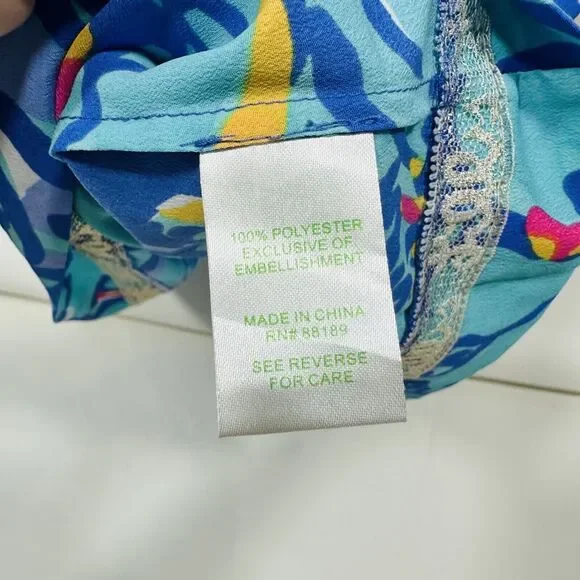 100% POLYESTER
EXCLUSIVE OF
EMBELLISHMENT
MADE IN CHINA
RN# 88189
SEE REVERSE
FOR CARE